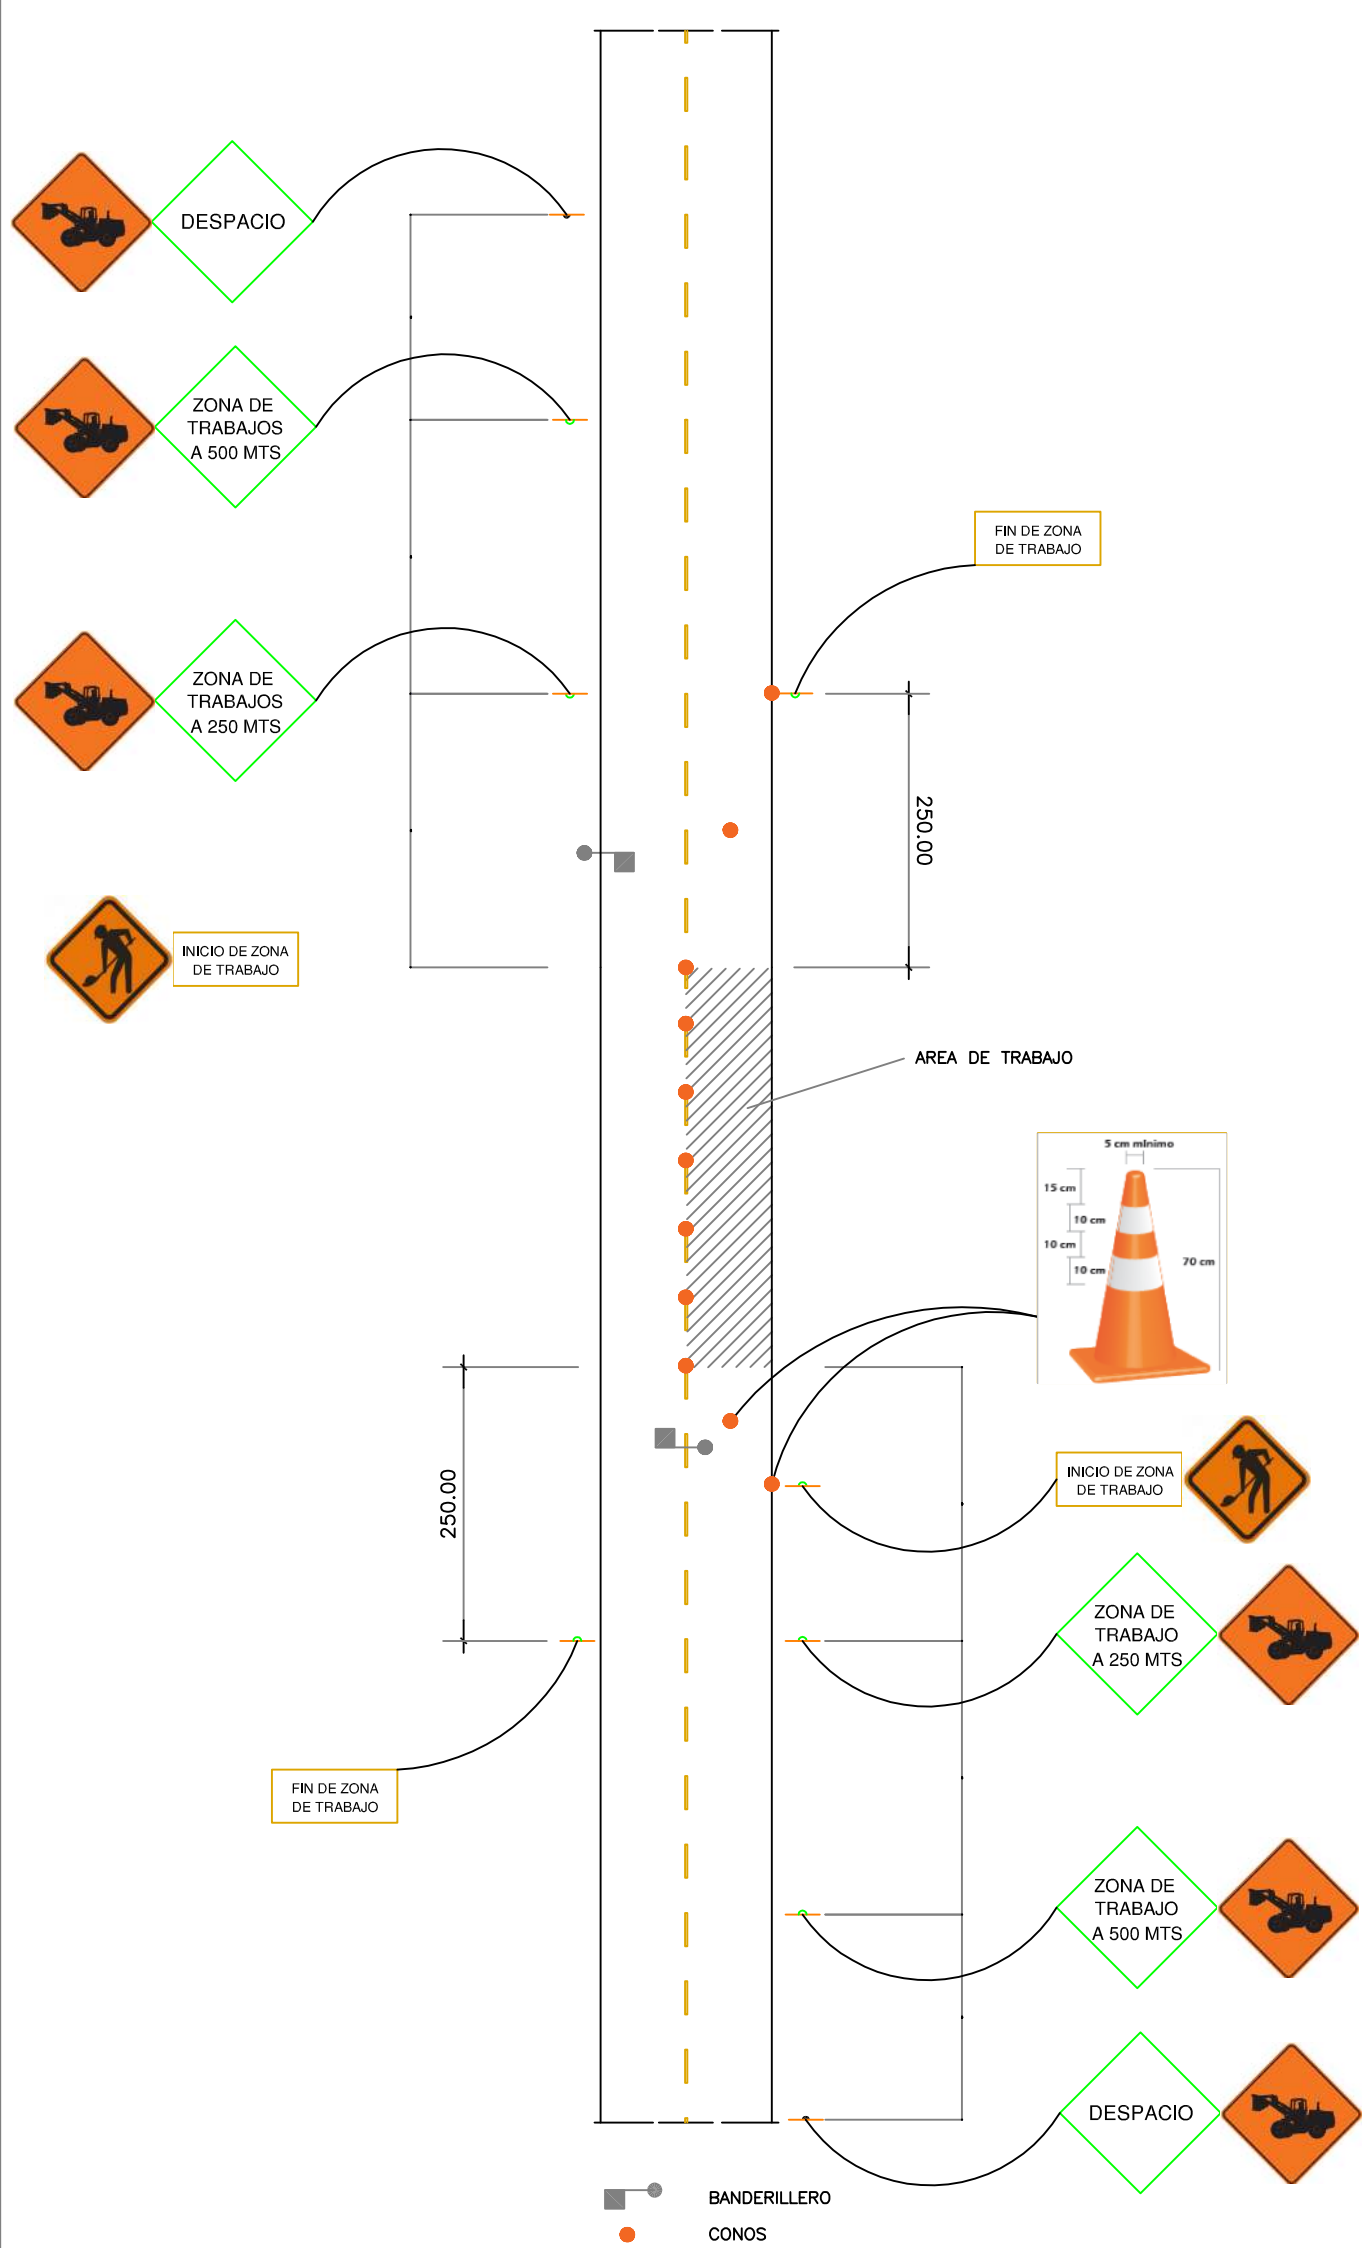 DESPACIO
ZONA DE
TRABAJOS
A 500 MTS
FIN DE ZONA
DE TRABAJO
ZONA DE
TRABAJOS
A 250 MTS
250.00
INICIO DE ZONA
DE TRABAJO
AREA DE TRABAJO
5 cm mínimo
15 cm
10 cm
10 cm
10 cm
70 cm
250.00
INICIO DE ZONA
DE TRABAJO
ZONA DE
TRABAJO
A 250 MTS
FIN DE ZONA
DE TRABAJO
ZONA DE
TRABAJO
A 500 MTS
DESPACIO
BANDERILLERO
CONOS